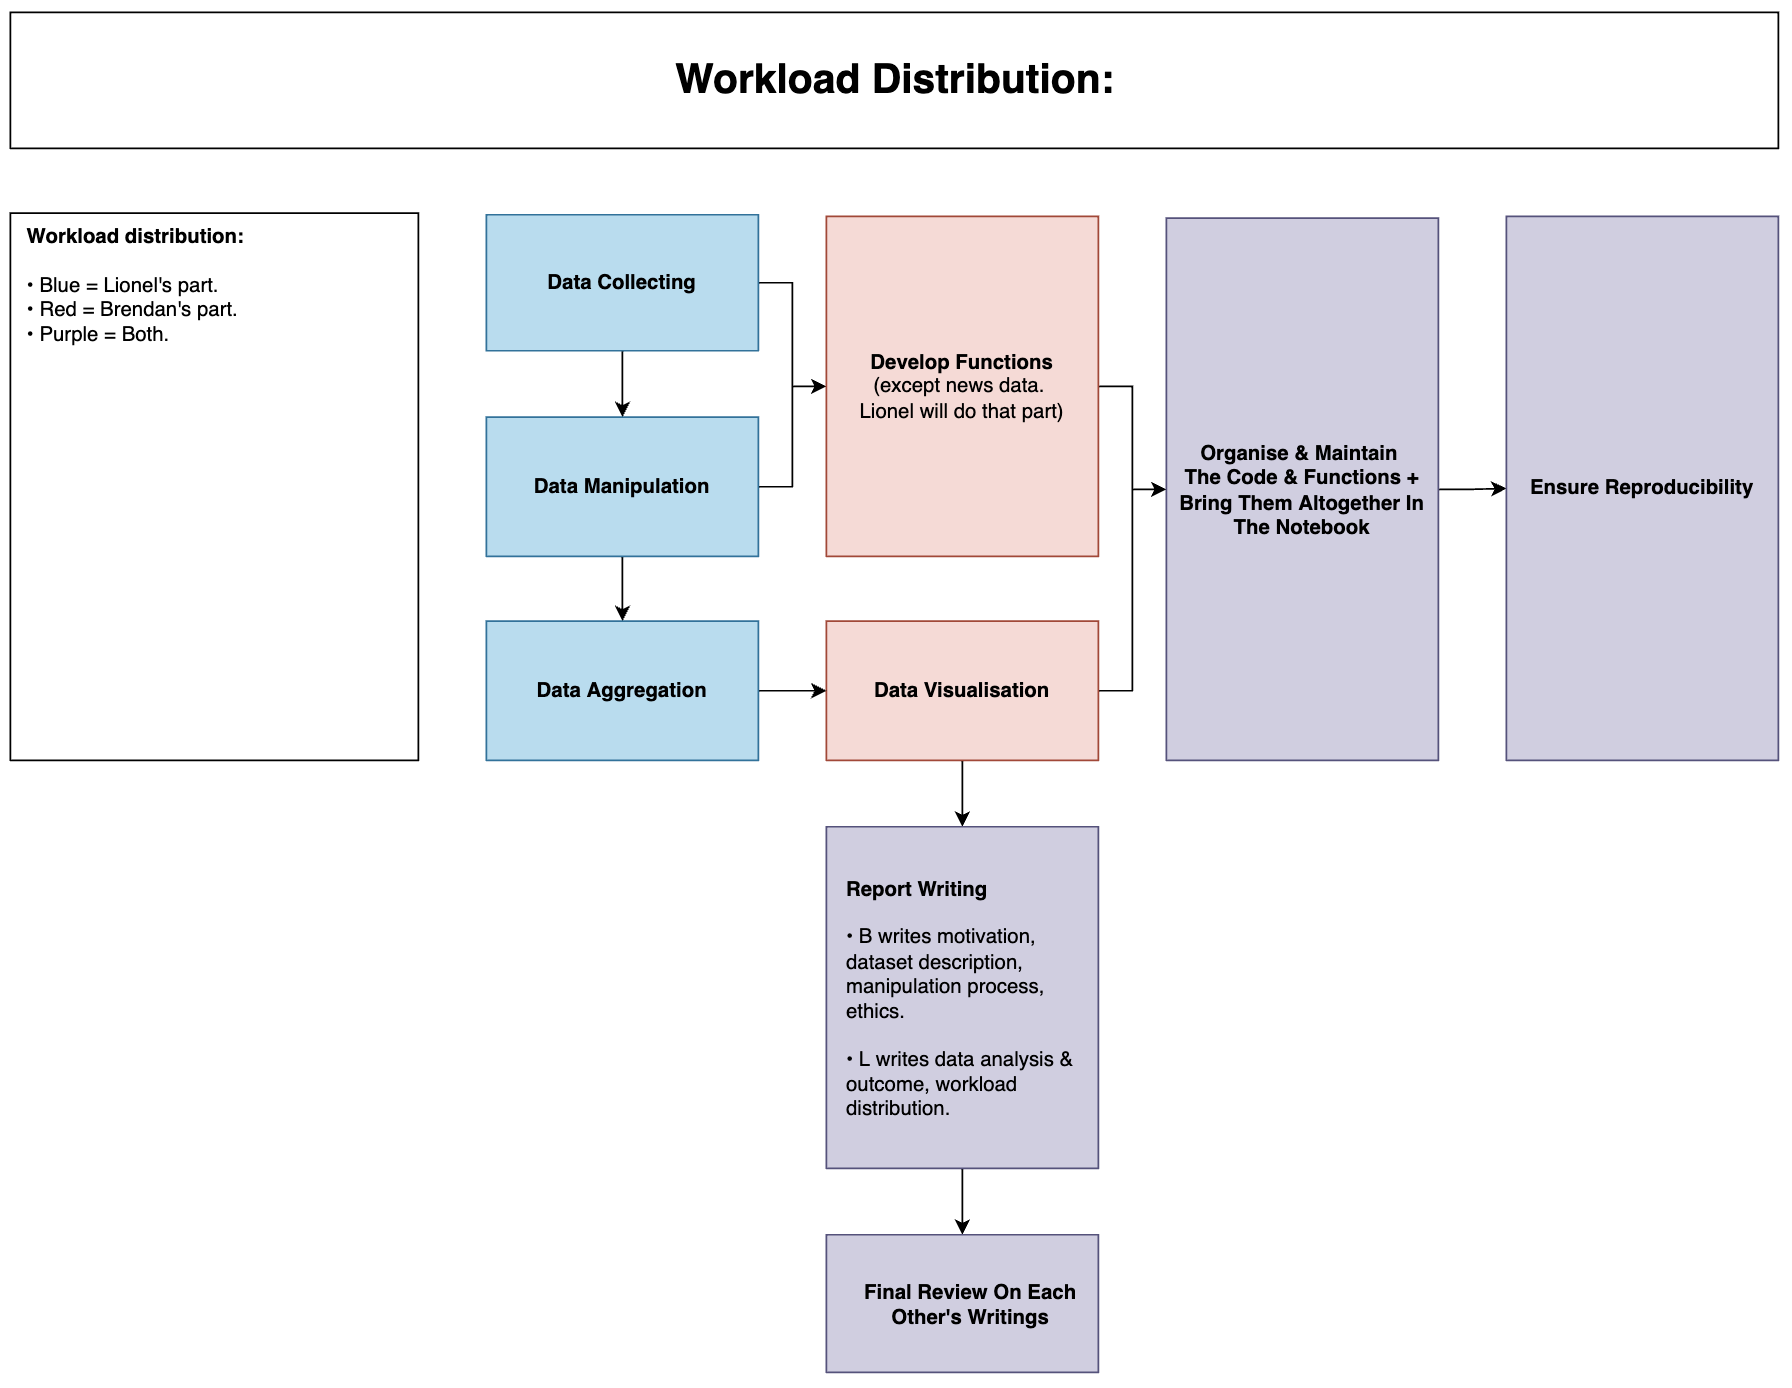 Workload Distribution:
Workload distribution:
• Blue = Lionel's part.
• Red = Brendan's part.
• Purple = Both.
Data Collecting
Data Manipulation
Data Aggregation
Develop Functions
(except news data.
Lionel will do that part)
Data Visualisation
Organise & Maintain
The Code & Functions +
Bring Them Altogether In
The Notebook
Ensure Reproducibility
Report Writing
• B writes motivation,
dataset description,
manipulation process,
ethics.
• L writes data analysis &
outcome, workload
distribution.
Final Review On Each
Other's Writings